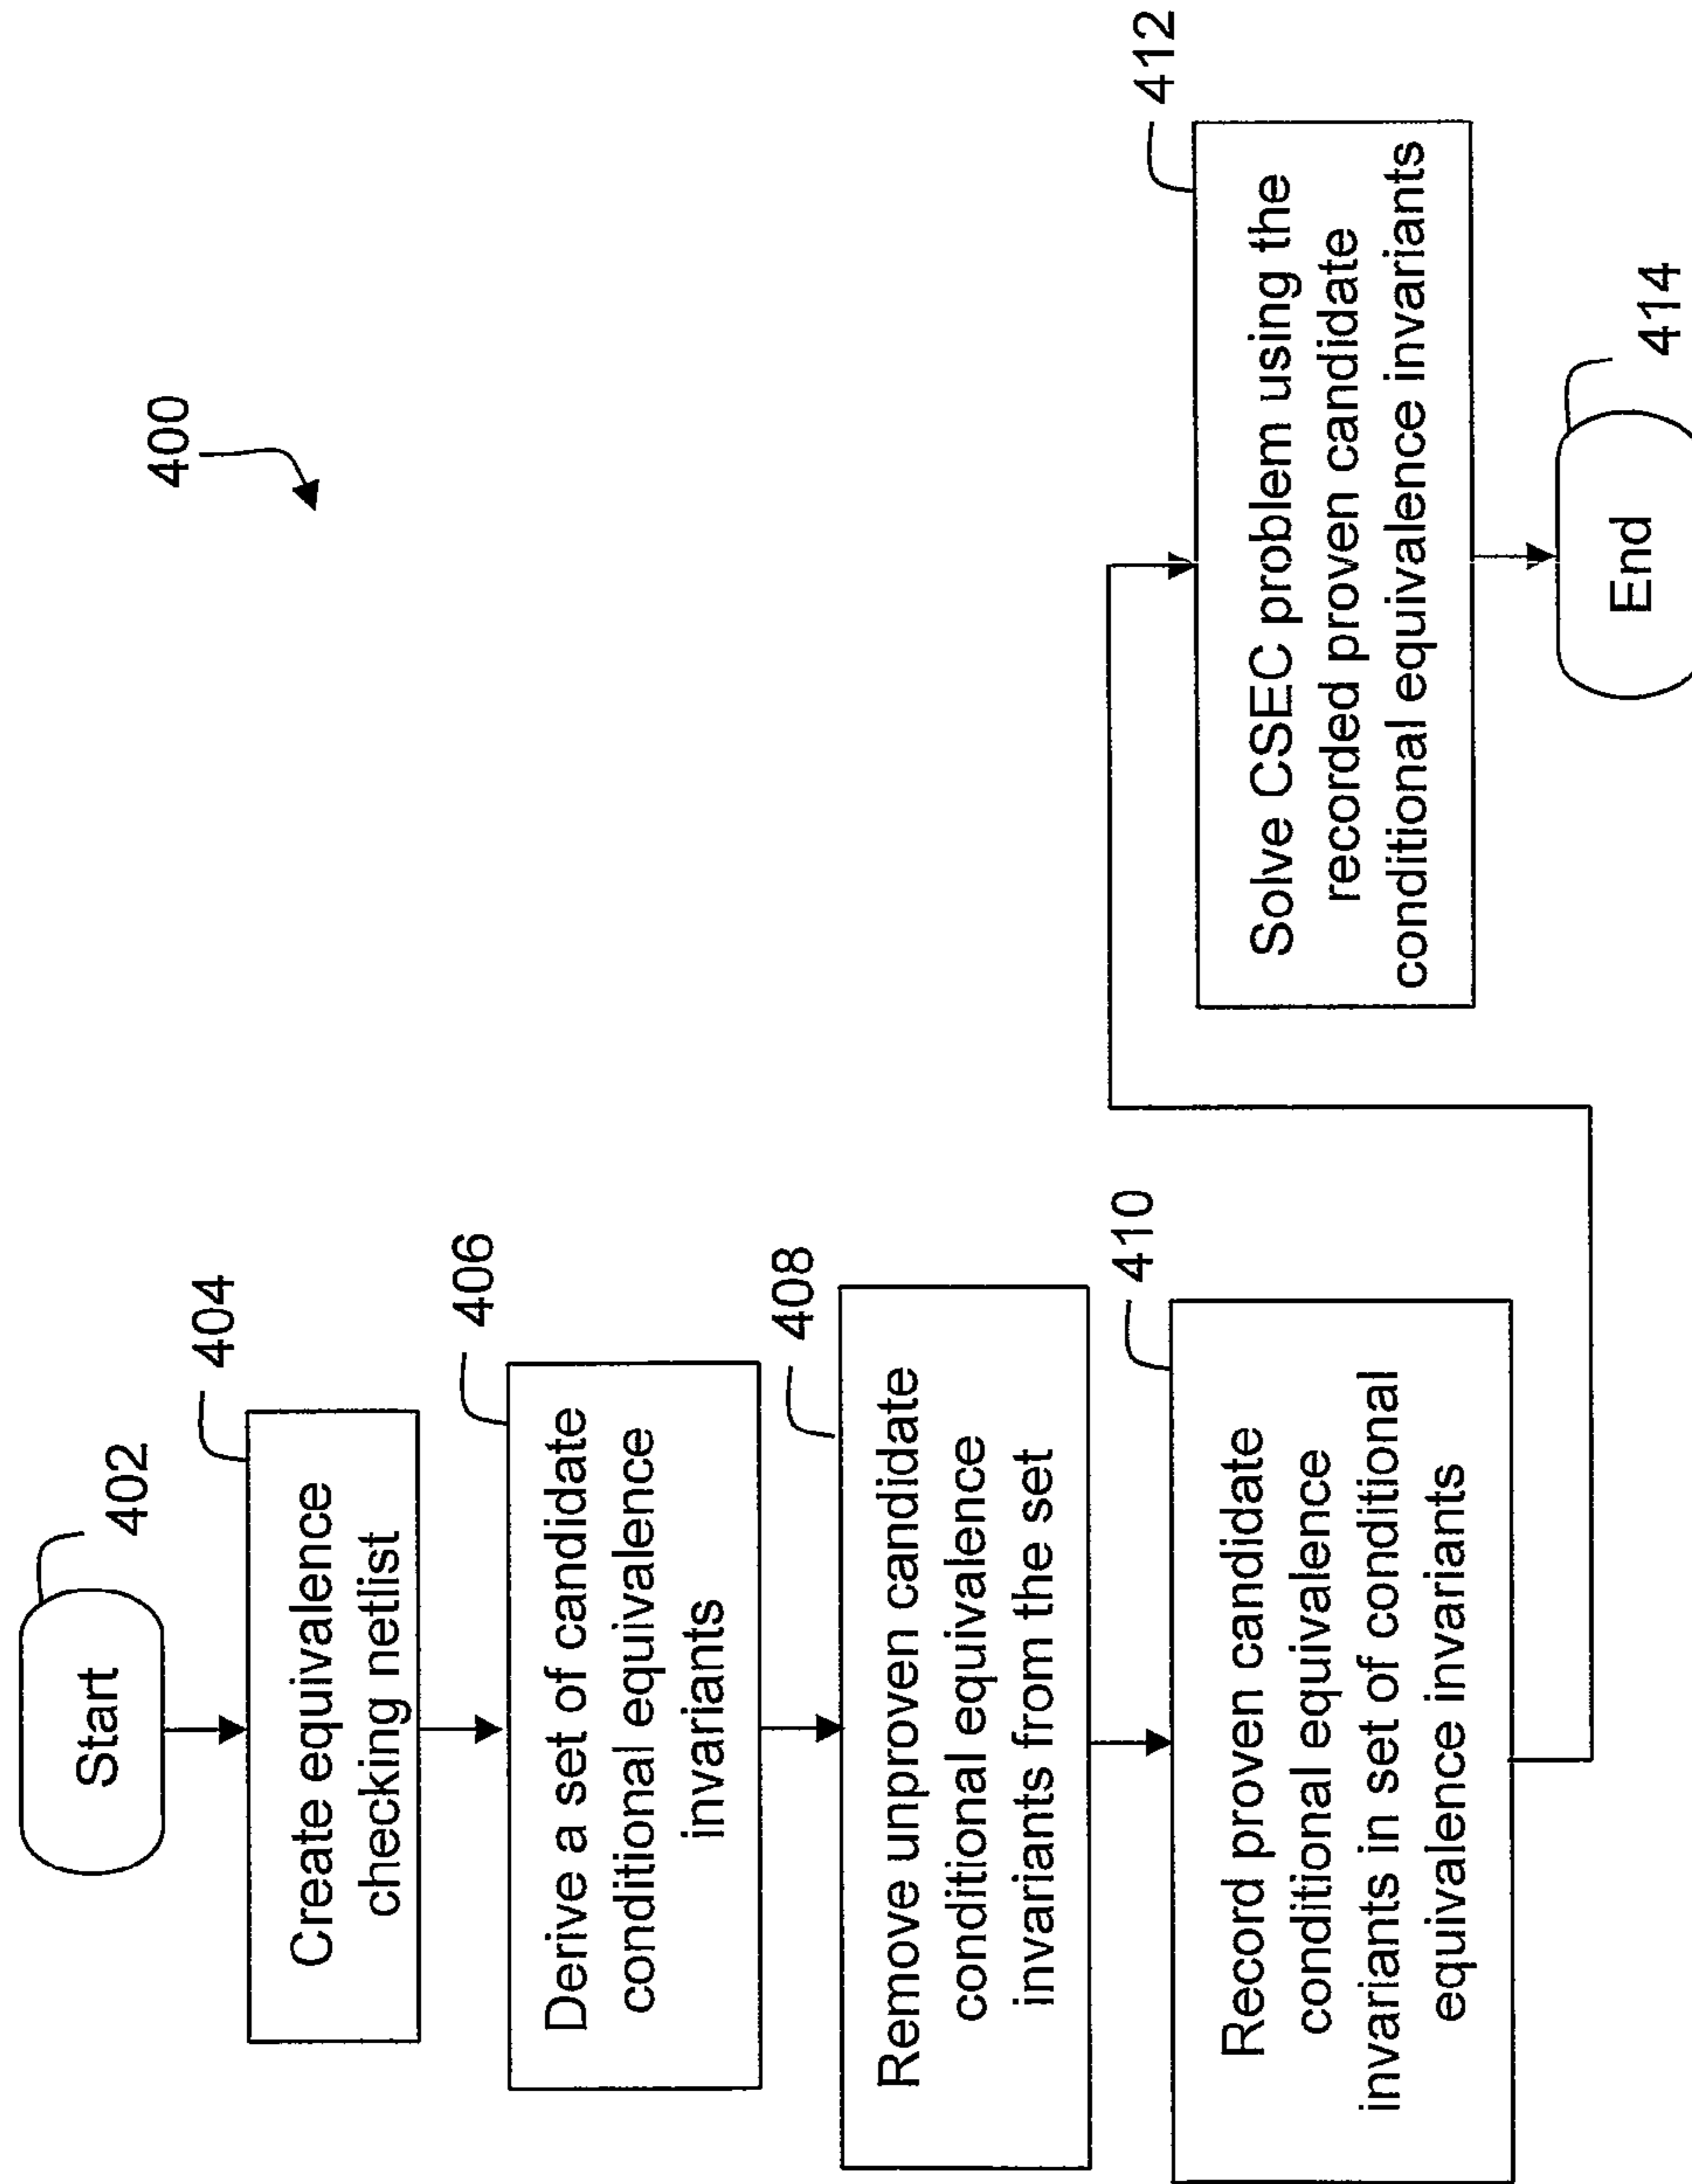 400
Start
402
Create equivalence
checking netlist
404
Derive a set of candidate
conditional equivalence
invariants
406
Remove unproven candidate
conditional equivalence
invariants from the set
408
Record proven candidate
conditional equivalence
invariants in set of conditional
equivalence invariants
410
Solve CSEC problem using the
recorded proven candidate
conditional equivalence invariants
412
End
414